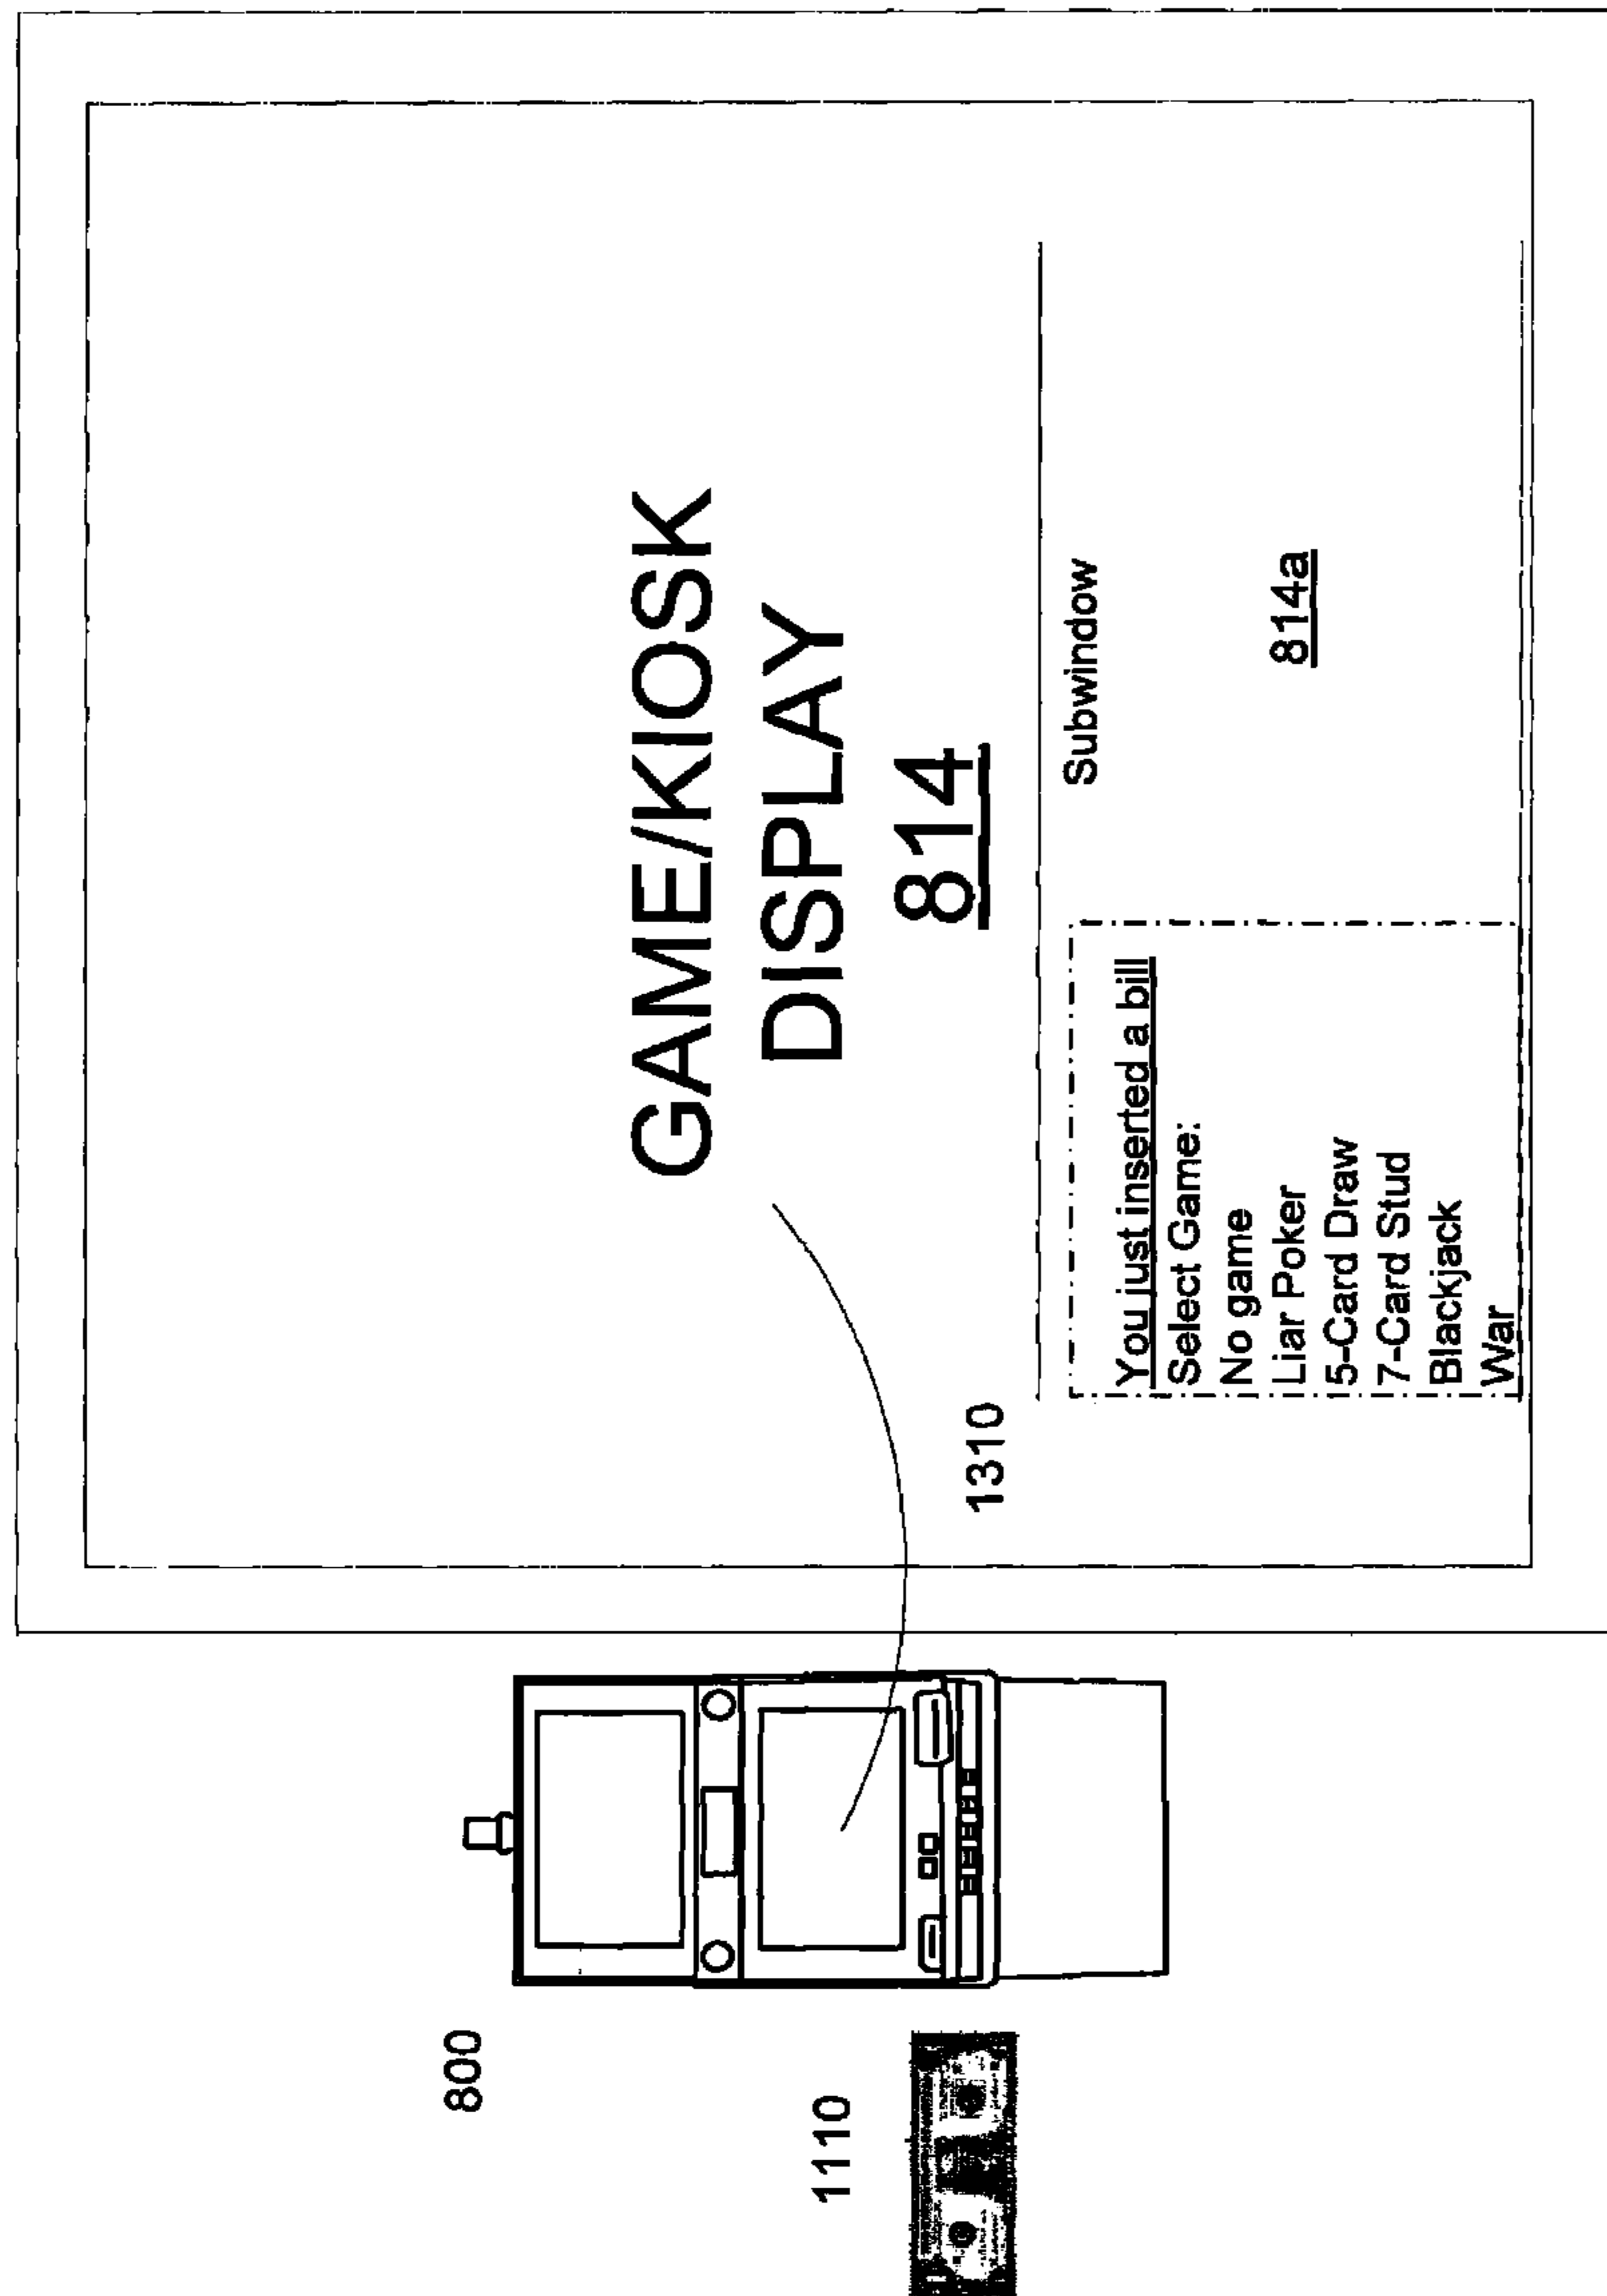 800
1110
GAME/KIOSK
DISPLAY
814
1310
Subwindow
814a
You just inserted a bill
Select Game:
No game
Liar Poker
5-Card Draw
7-Card Stud
Blackjack
War